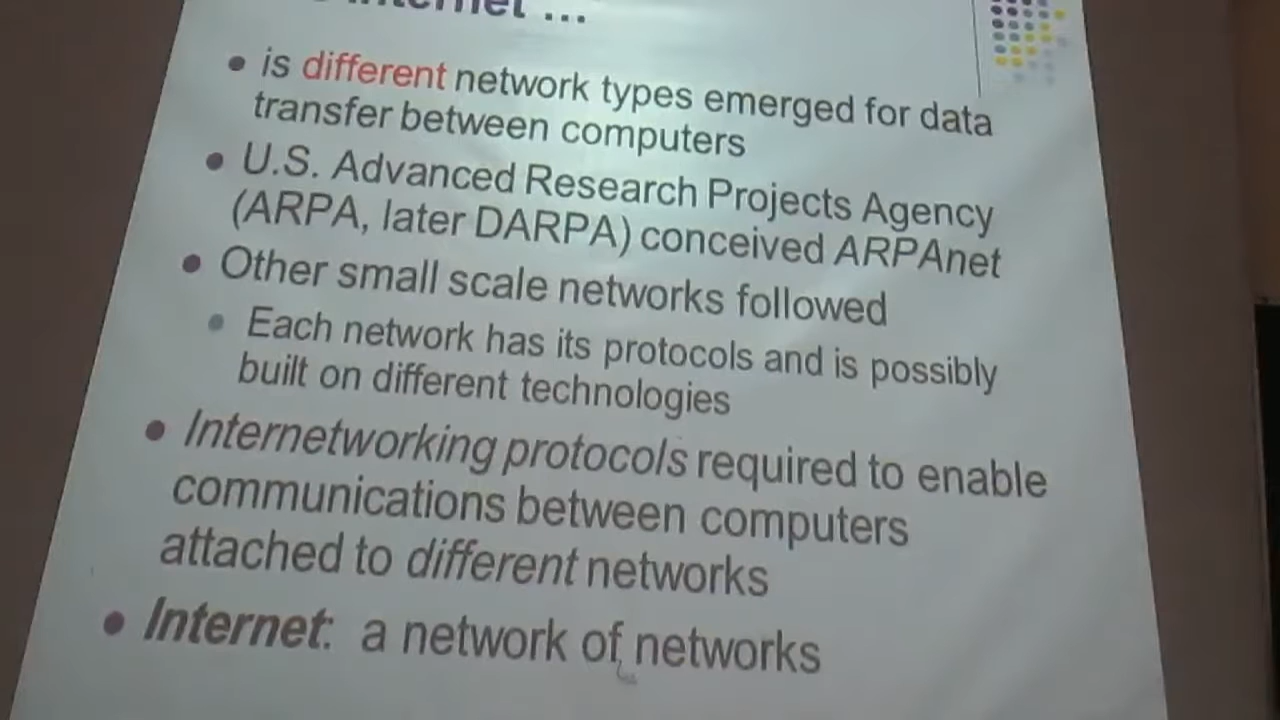 Internet ...
is different network types emerged for data
transfer between computers
U.S. Advanced Research Projects Agency
(ARPA, later DARPA) conceived ARPAnet
Other small scale networks followed
Each network has its protocols and is possibly
built on different technologies
Internetworking protocols required to enable
communications between computers
attached to different networks
Internet: a network of networks